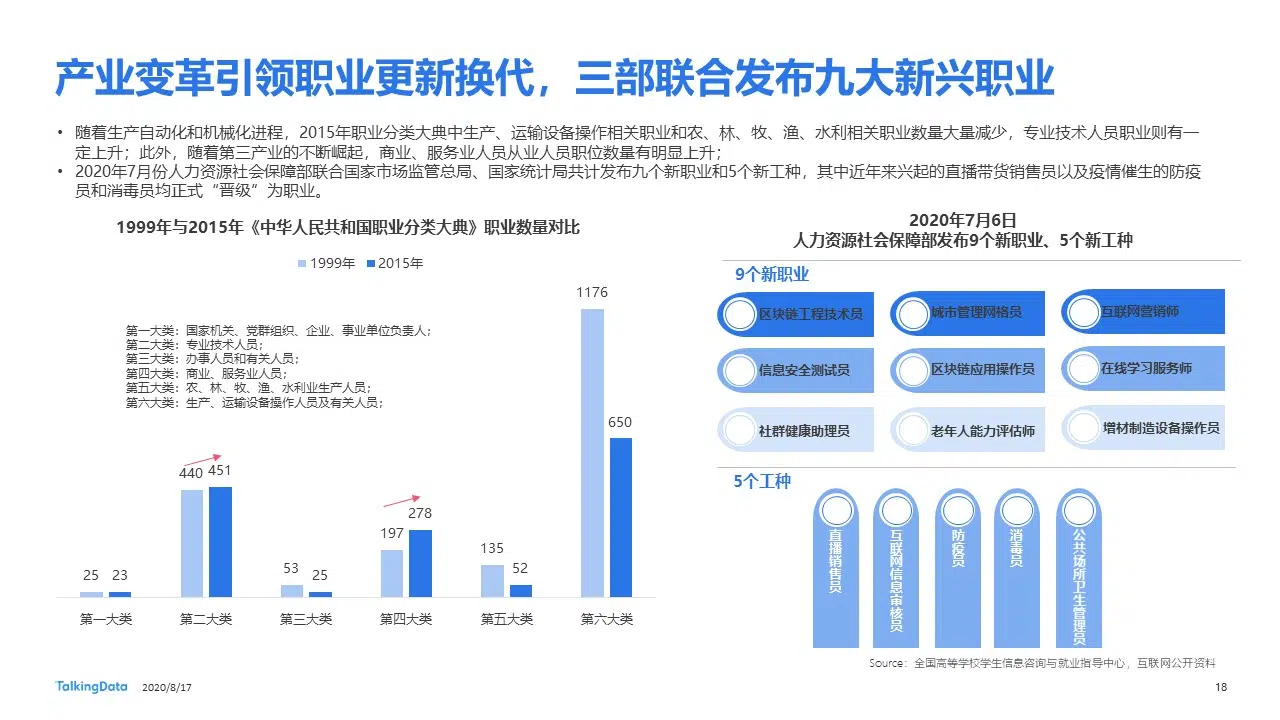 产业变革引领职业更新换代，三部联合发布九大新兴职业
• 随着生产自动化和机械化进程，2015年职业分类大典中生产、运输设备操作相关职业和农、林、牧、渔、水利相关职业数量大量减少，专业技术人员职业则有一
定上升；此外，随着第三产业的不断崛起，商业、服务业人员从业人员职位数量有明显上升；
• 2020年7月份人力资源社会保障部联合国家市场监管总局、国家统计局共计发布九个新职业和5个新工种，其中近年来兴起的直播带货销售员以及疫情催生的防疫
员和消毒员均正式“晋级”为职业。
1999年与2015年《中华人民共和国职业分类大典》职业数量对比
1999年 2015年
第一大类：国家机关、党群组织、企业、事业单位负责人；
第二大类：专业技术人员；
第三大类：办事人员和有关人员；
第四大类：商业、服务业人员；
第五大类：农、林、牧、渔、水利业生产人员；
第六大类：生产、运输设备操作人员及有关人员；
25 23
440 451
53 25
197 278
135 52
1176
650
第一大类 第二大类 第三大类 第四大类 第五大类 第六大类
2020年7月6日
人力资源社会保障部发布9个新职业、5个新工种
9个新职业
区块链工程技术员 城市管理网格员 互联网营销师
信息安全测试员 区块链应用操作员 在线学习服务师
社群健康助理员 老年人能力评估师 增材制造设备操作员
5个工种
直播销售员
互联网信息审核员
防疫员
消毒员
公共场所卫生管理员
Source：全国高等学校学生信息咨询与就业指导中心，互联网公开资料
TalkingData 2020/8/17
18